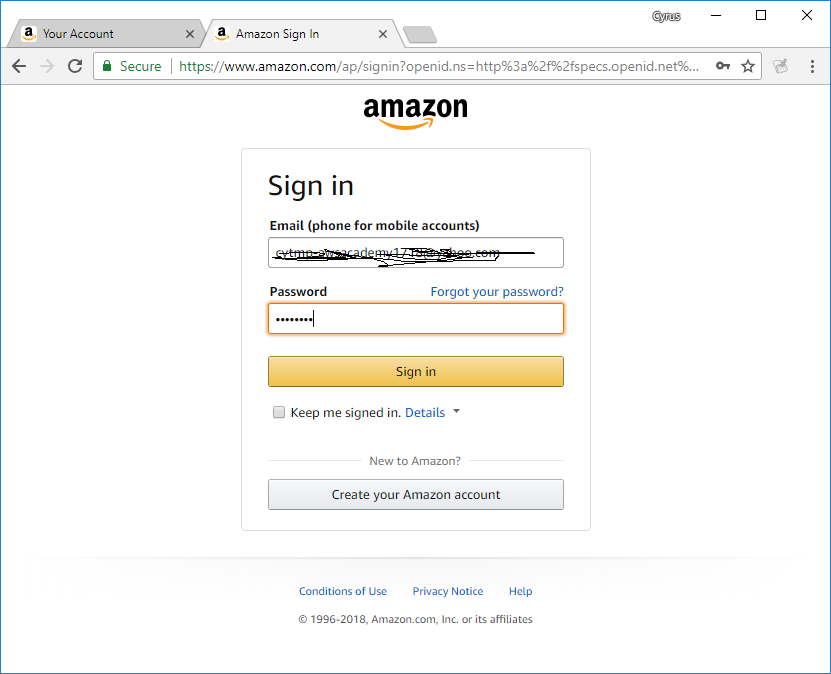 Cyrus
Your Account
Amazon Sign In
Secure
https://www.amazon.com/ap/signin?openid.ns=http%3a%2f%2fspecs.openid.net%...
amazon
Sign in
Email (phone for mobile accounts)
Password Forgot your password?
Sign in
Keep me signed in. Details
New to Amazon?
Create your Amazon account
Conditions of Use Privacy Notice Help
© 1996-2018, Amazon.com, Inc. or its affiliates